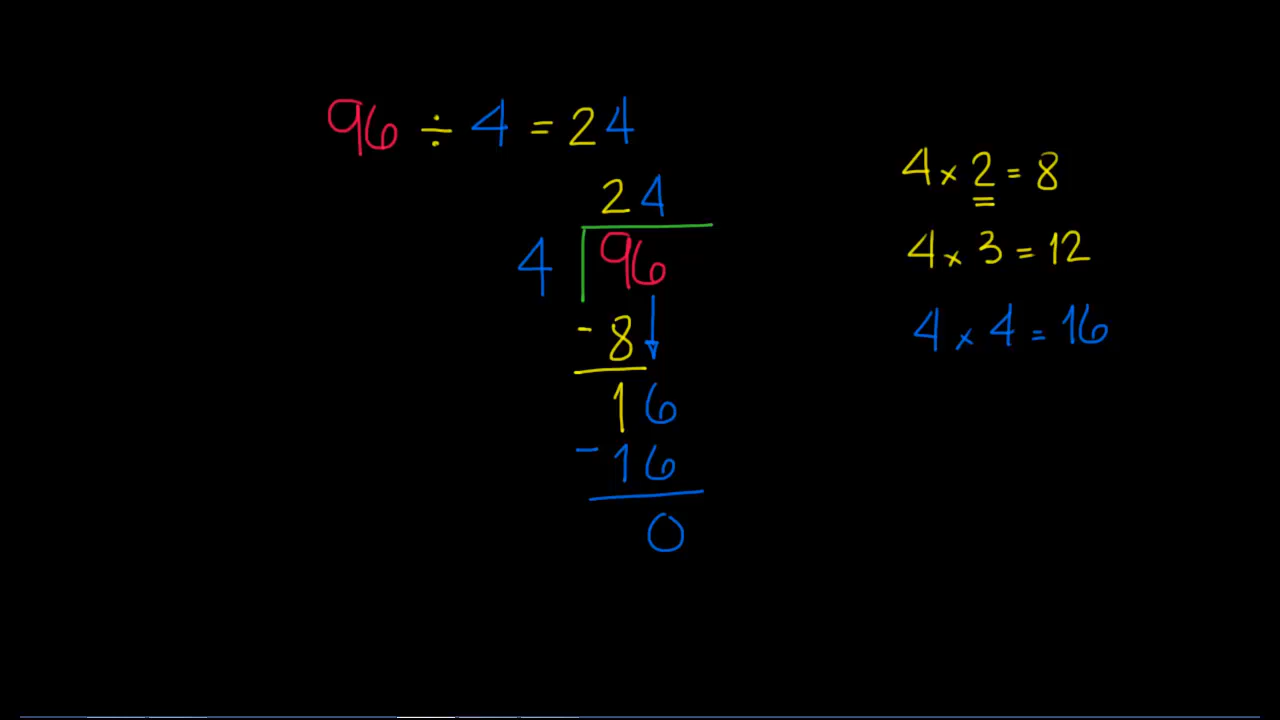 96 ÷ 4 = 24
24
4 96
- 8
16
- 16
0
4 × 2 = 8
4 × 3 = 12
4 × 4 = 16